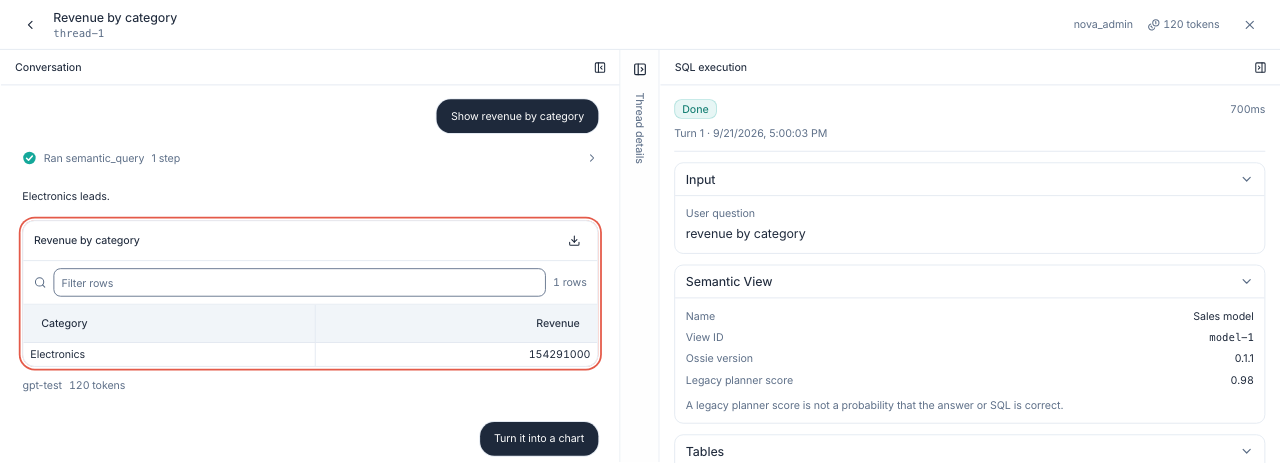 Revenue by category
thread-1
nova_admin
120 tokens
Conversation
Show revenue by category
Ran semantic_query 1 step
Electronics leads.
Revenue by category
Filter rows
1 rows
Category Revenue
Electronics 154291000
gpt-test 120 tokens
Turn it into a chart
Thread details
SQL execution
Done
700ms
Turn 1 · 9/21/2026, 5:00:03 PM
Input
User question
revenue by category
Semantic View
Name Sales model
View ID model-1
Ossie version 0.1.1
Legacy planner score 0.98
A legacy planner score is not a probability that the answer or SQL is correct.
Tables